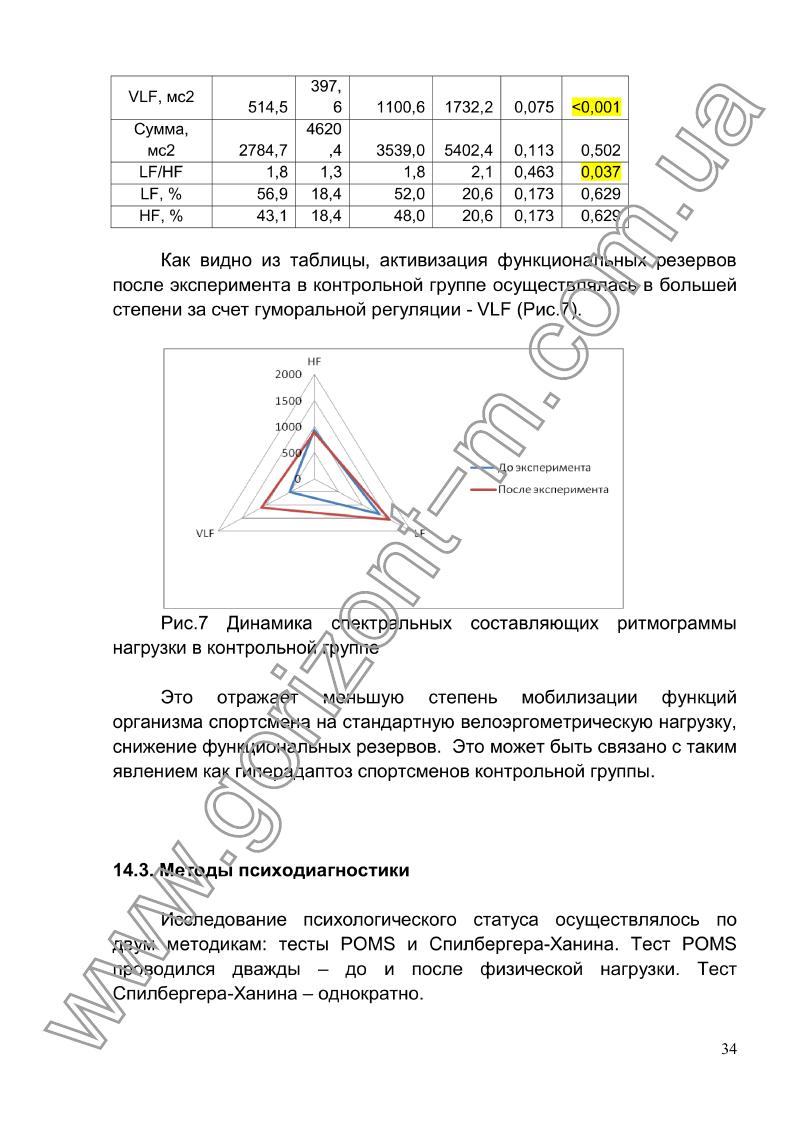 VLF, мс2 514,5 397,6 1100,6 1732,2 0,075 <0,001
Сумма, мс2 2784,7 4620,4 3539,0 5402,4 0,113 0,502
LF/HF 1,8 1,3 1,8 2,1 0,463 0,037
LF, % 56,9 18,4 52,0 20,6 0,173 0,629
HF, % 43,1 18,4 48,0 20,6 0,173 0,629
Как видно из таблицы, активизация функциональных резервов
после эксперимента в контрольной группе осуществлялась в большей
степени за счет гуморальной регуляции - VLF (Рис.7).
HF
2000
1500
1000
500
0
До эксперимента
После эксперимента
VLF
LF
Рис.7 Динамика спектральных составляющих ритмограммы
нагрузки в контрольной группе
Это отражает меньшую степень мобилизации функций
организма спортсмена на стандартную велоэргометрическую нагрузку,
снижение функциональных резервов. Это может быть связано с таким
явлением как гиперадаптоз спортсменов контрольной группы.
14.3. Методы психодиагностики
Исследование психологического статуса осуществлялось по
двум методикам: тесты POMS и Спилбергера-Ханина. Тест POMS
проводился дважды – до и после физической нагрузки. Тест
Спилбергера-Ханина – однократно.
34
www.gorizont-m.com.ua